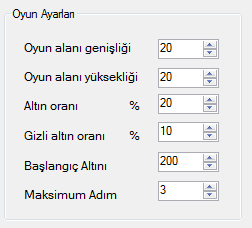 Oyun Ayarları
Oyun alanı genişliği 20
Oyun alanı yüksekliği 20
Altın oranı % 20
Gizli altın oranı % 10
Başlangıç Altını 200
Maksimum Adım 3